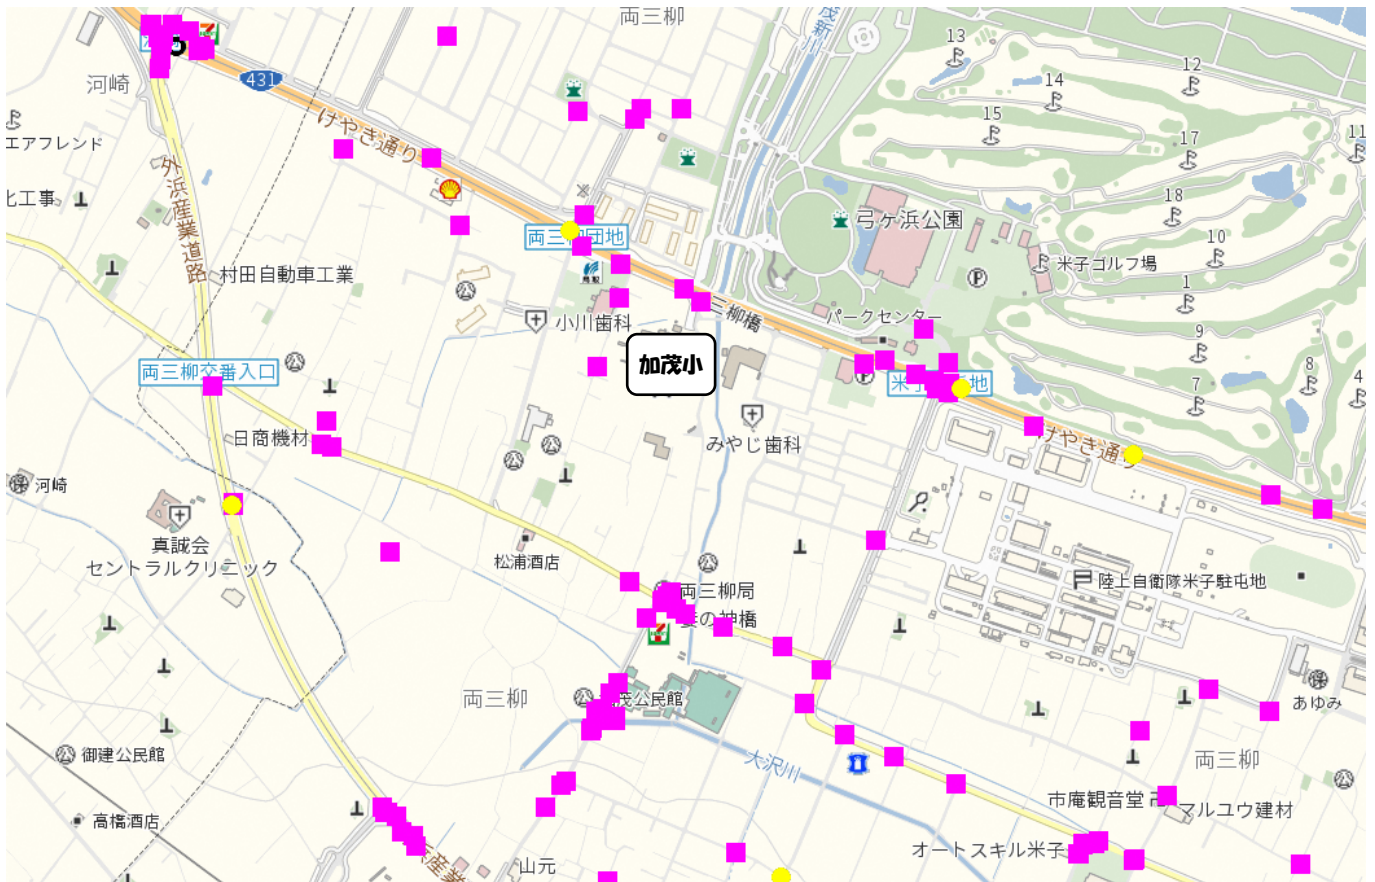 両三柳
茂新川
河崎
431
けやき通り
エアフレンド
化工事
外浜産業道路
13
14
12
15
17
11
18
10
1
9
7
8
4
弓ヶ浜公園
米子ゴルフ場
P
両三柳団地
村田自動車工業
小川歯科
三柳橋
パークセンター
加茂小
両三柳交番入口
P
日商機材
みやじ歯科
けやき通り
河崎
真誠会
セントラルクリニック
松浦酒店
両三柳局
陸上自衛隊米子駐屯地
両三柳
茂公民館
あゆみ
御建公民館
大沢川
両三柳
市庵観音堂
マルユウ建材
高橋酒店
オートスキル米子
山元